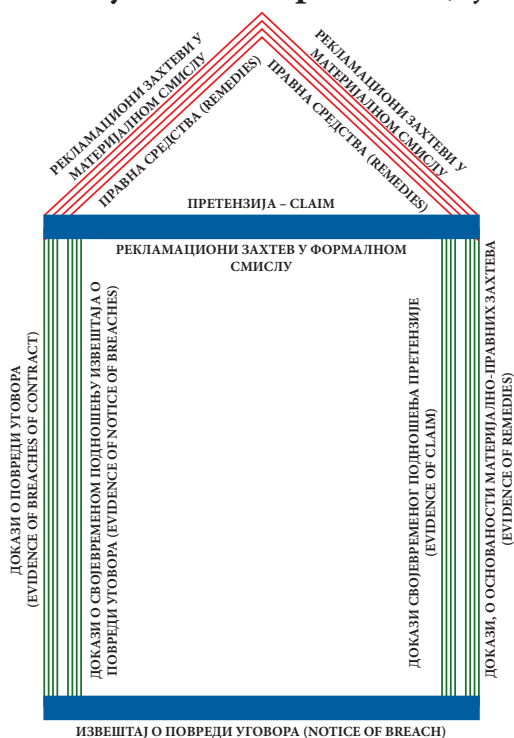 РЕКЛАМАЦИОНИ ЗАХТЕВИ У
МАТЕРИЈАЛНОМ СМИСЛУ
ПРАВНА СРЕДСТВА (REMEDIES)
РЕКЛАМАЦИОНИ ЗАХТЕВИ У
МАТЕРИЈАЛНОМ СМИСЛУ
ПРАВНА СРЕДСТВА (REMEDIES)
ПРЕТЕНЗИЈА – CLAIM
РЕКЛАМАЦИОНИ ЗАХТЕВ У ФОРМАЛНОМ
СМИСЛУ
ДОКАЗИ О ПОВРЕДИ УГОВОРА
(EVIDENCE OF BREACHES OF CONTRACT)
ДОКАЗИ О СВОЈЕВРЕМЕНОМ ПОДНОШЕЊУ ИЗВЕШТАЈА О
ПОВРЕДИ УГОВОРА (EVIDENCE OF NOTICE OF BREACHES)
ДОКАЗИ СВОЈЕВРЕМЕНОГ ПОДНОШЕЊА ПРЕТЕНЗИЈЕ
(EVIDENCE OF CLAIM)
ДОКАЗИ, О ОСНОВАНОСТИ МАТЕРИЈАЛНО-ПРАВНИХ ЗАХТЕВА
(EVIDENCE OF REMEDIES)
ИЗВЕШТАЈ О ПОВРЕДИ УГОВОРА (NOTICE OF BREACH)